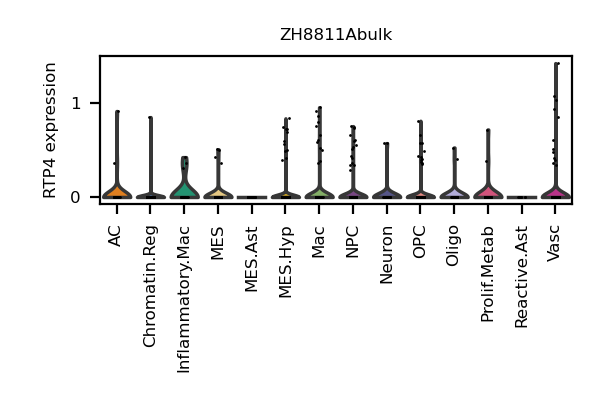 ZH8811Abulk
RTP4 expression
1
0
AC
Chromatin.Reg
Inflammatory.Mac
MES
MES.Ast
MES.Hyp
Mac
NPC
Neuron
OPC
Oligo
Prolif.Metab
Reactive.Ast
Vasc